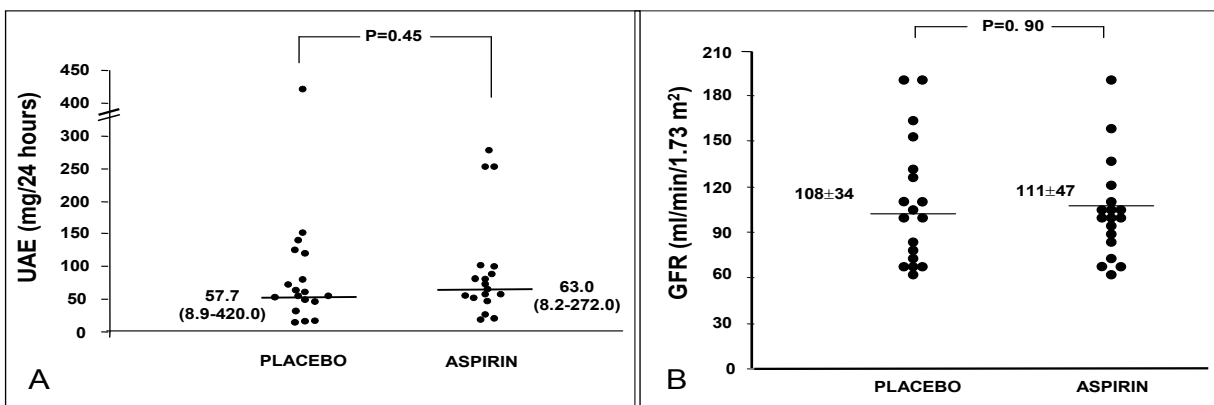 P=0.45
UAE (mg/24 hours)
450
400
300
250
200
150
100
50
0
57.7
(8.9-420.0)
63.0
(8.2-272.0)
PLACEBO
ASPIRIN
A
P=0. 90
GFR (ml/min/1.73 m²)
210
180
150
120
90
60
30
0
108±34
111±47
PLACEBO
ASPIRIN
B